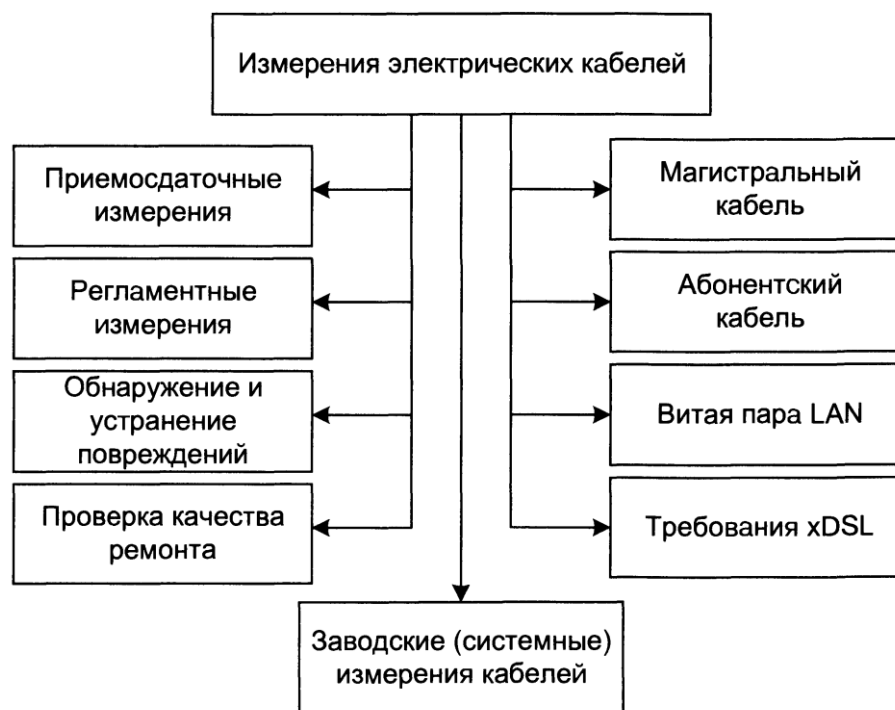 Измерения электрических кабелей
Приемосдаточные
измерения
Регламентные
измерения
Обнаружение и
устранение
повреждений
Проверка качества
ремонта
Магистральный
кабель
Абонентский
кабель
Витая пара LAN
Требования xDSL
Заводские (системные)
измерения кабелей